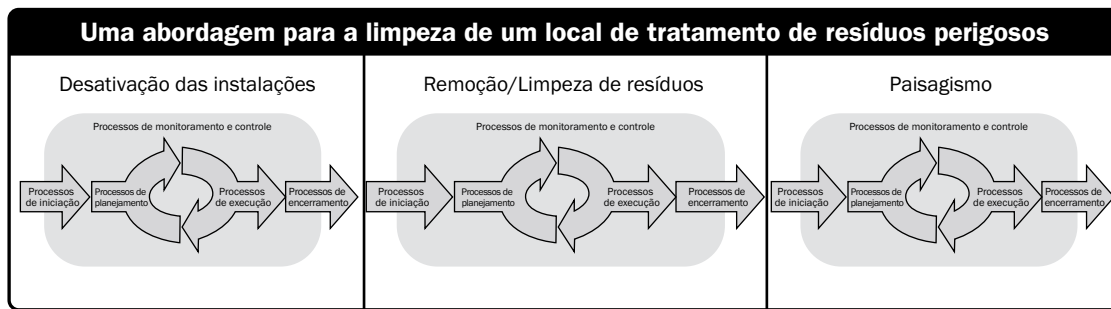 Uma abordagem para a limpeza de um local de tratamento de resíduos perigosos
Desativação das instalações
Processos de monitoramento e controle
Processos
de iniciação
Processos de
planejamento
Processos
de execução
Processos de
encerramento
Remoção/Limpeza de resíduos
Processos de monitoramento e controle
Processos
de iniciação
Processos de
planejamento
Processos
de execução
Processos de
encerramento
Paisagismo
Processos de monitoramento e controle
Processos
de iniciação
Processos de
planejamento
Processos
de execução
Processos de
encerramento